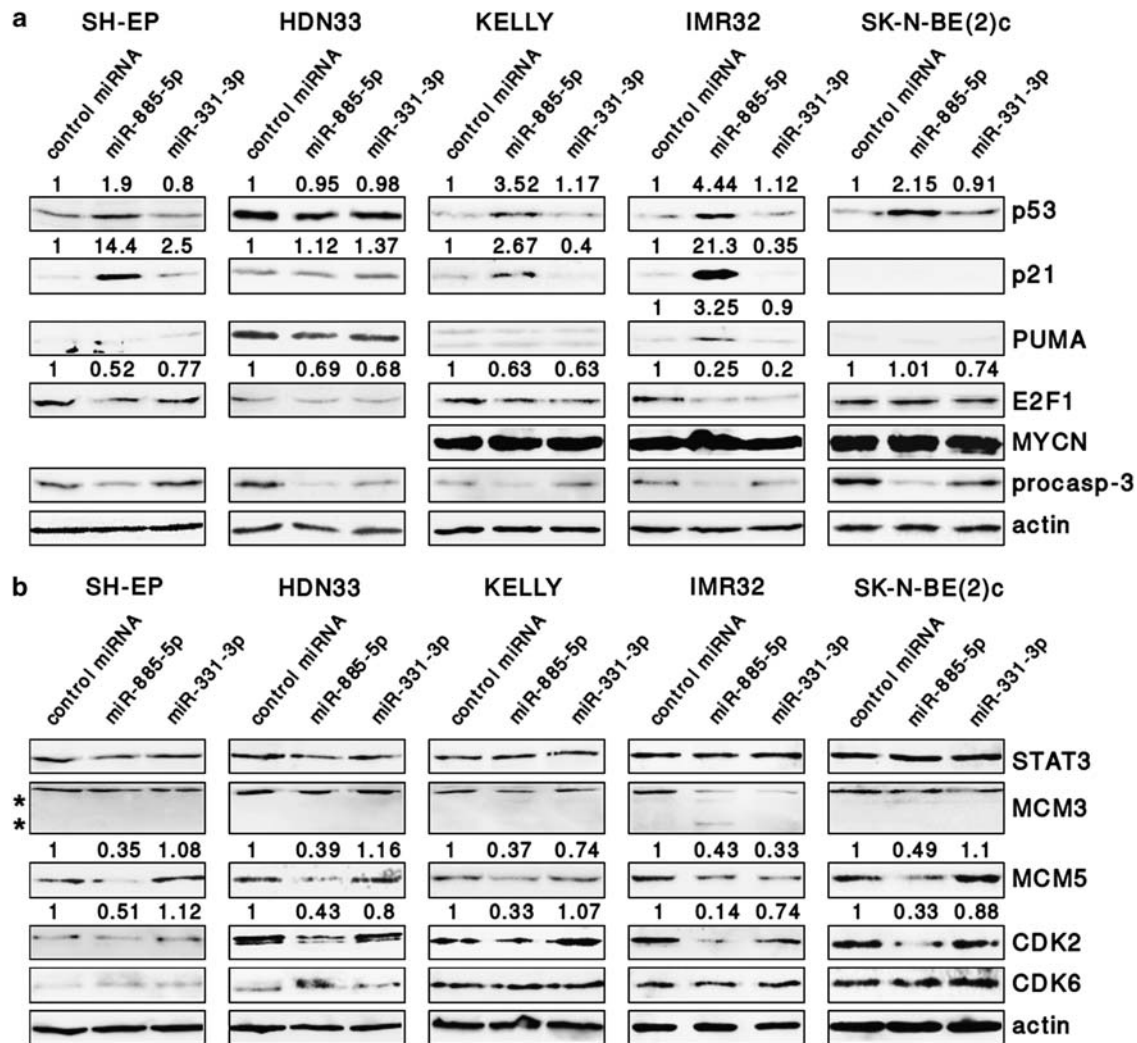 a
SH-EP HDN33 KELLY IMR32 SK-N-BE(2)c
control miRNA miR-885-5p miR-331-3p control miRNA miR-885-5p miR-331-3p control miRNA miR-885-5p miR-331-3p control miRNA miR-885-5p miR-331-3p control miRNA miR-885-5p miR-331-3p
1 1.9 0.8 1 0.95 0.98 1 3.52 1.17 1 4.44 1.12 1 2.15 0.91
p53
1 14.4 2.5 1 1.12 1.37 1 2.67 0.4 1 21.3 0.35
p21
1 3.25 0.9
PUMA
1 0.52 0.77 1 0.69 0.68 1 0.63 0.63 1 0.25 0.2 1 1.01 0.74
E2F1
MYCN
procasp-3
actin
b
SH-EP HDN33 KELLY IMR32 SK-N-BE(2)c
control miRNA miR-885-5p miR-331-3p control miRNA miR-885-5p miR-331-3p control miRNA miR-885-5p miR-331-3p control miRNA miR-885-5p miR-331-3p control miRNA miR-885-5p miR-331-3p
STAT3
*
MCM3
*
1 0.35 1.08 1 0.39 1.16 1 0.37 0.74 1 0.43 0.33 1 0.49 1.1
MCM5
1 0.51 1.12 1 0.43 0.8 1 0.33 1.07 1 0.14 0.74 1 0.33 0.88
CDK2
CDK6
actin